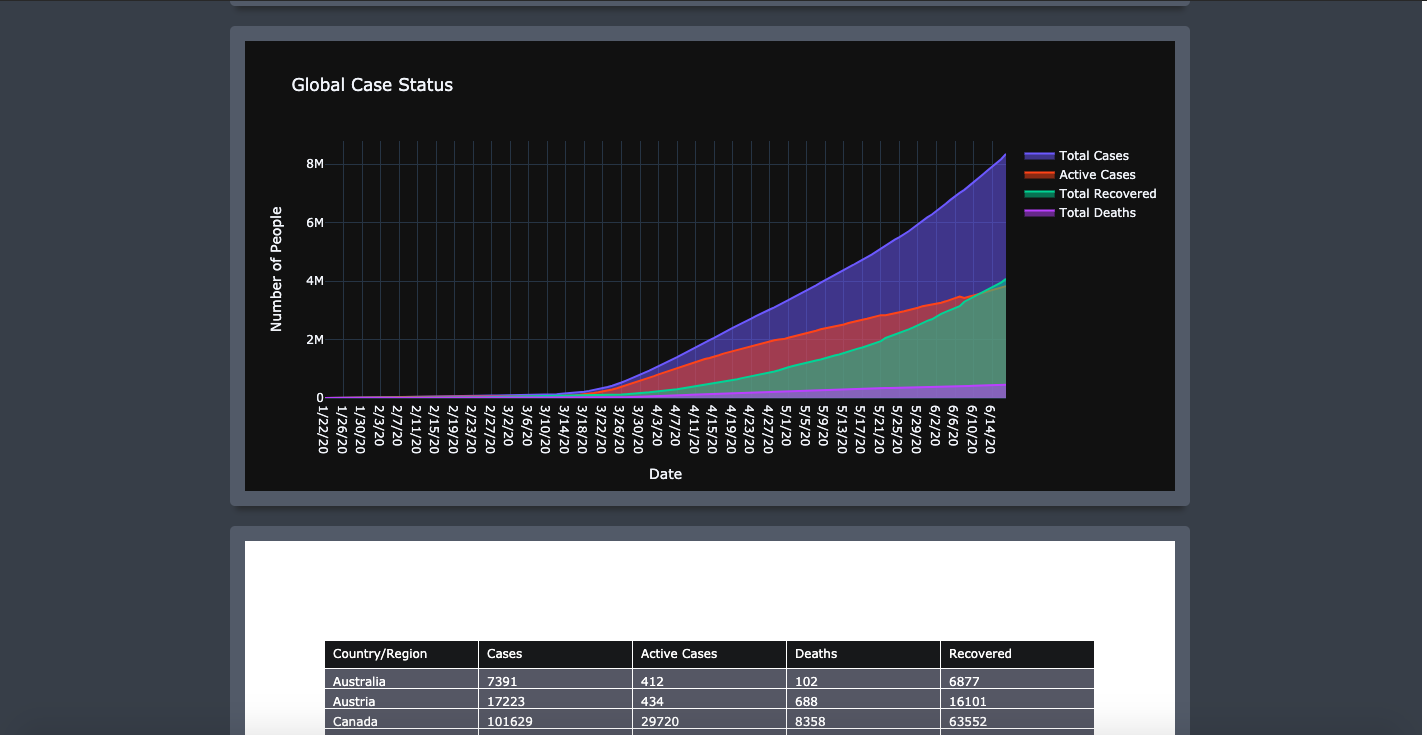 Global Case Status
8M
6M
4M
2M
0
Number of People
1/22/20
1/26/20
1/30/20
2/3/20
2/7/20
2/11/20
2/15/20
2/19/20
2/23/20
2/27/20
3/2/20
3/6/20
3/10/20
3/14/20
3/18/20
3/22/20
3/26/20
3/30/20
4/3/20
4/7/20
4/11/20
4/15/20
4/19/20
4/23/20
4/27/20
5/1/20
5/5/20
5/9/20
5/13/20
5/17/20
5/21/20
5/25/20
5/29/20
6/2/20
6/6/20
6/10/20
6/14/20
Date
Total Cases
Active Cases
Total Recovered
Total Deaths
Country/Region Cases Active Cases Deaths Recovered
Australia 7391 412 102 6877
Austria 17223 434 688 16101
Canada 101629 29720 8358 63552